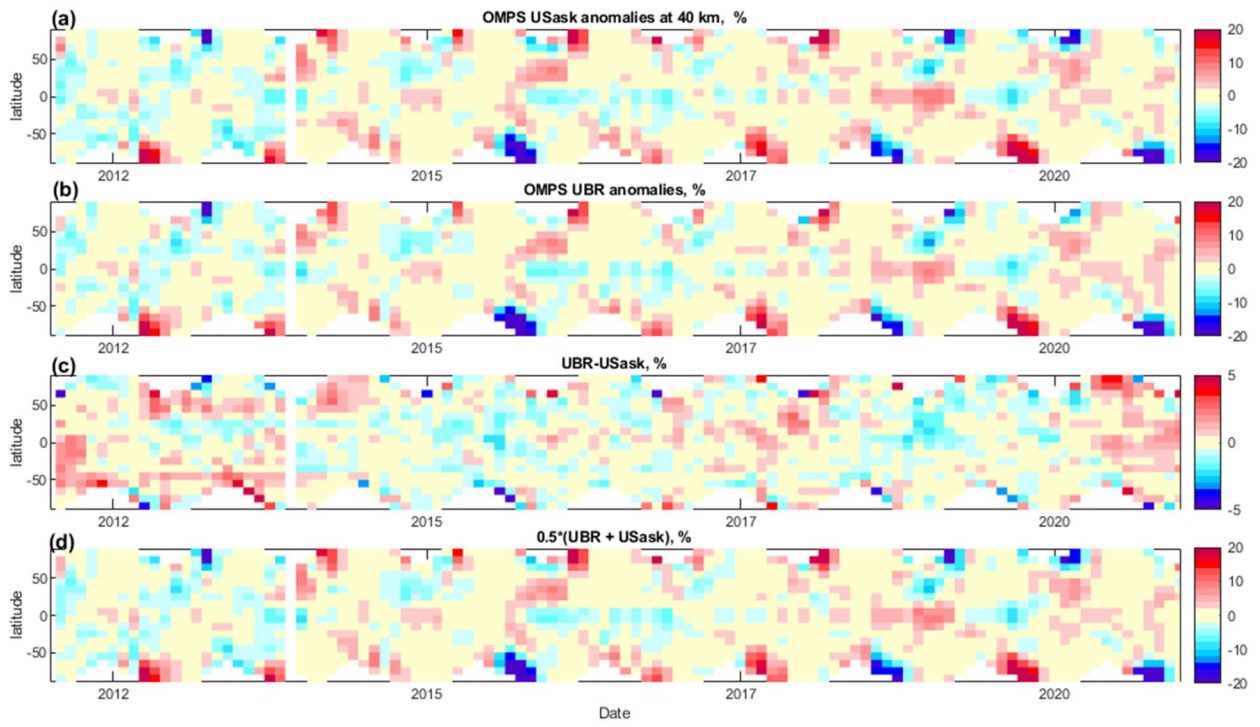 (a) OMPS USask anomalies at 40 km, %
latitude
50
0
-50
2012 2015 2017 2020
20
10
0
-10
-20
(b) OMPS UBR anomalies, %
latitude
50
0
-50
2012 2015 2017 2020
20
10
0
-10
-20
(c) UBR-USask, %
latitude
50
0
-50
2012 2015 2017 2020
5
0
-5
(d) 0.5*(UBR + USask), %
latitude
50
0
-50
2012 2015 2017 2020
20
10
0
-10
-20
Date